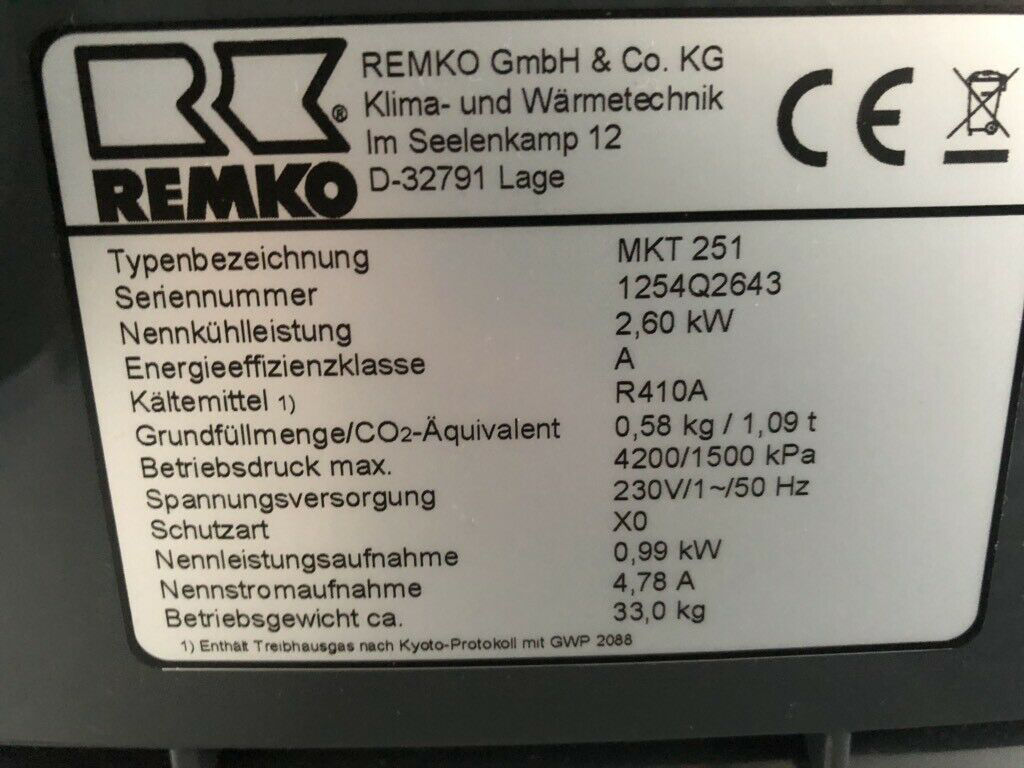 REMKO GmbH & Co. KG
Klima- und Wärmetechnik
Im Seelenkamp 12
D-32791 Lage
®
REMKO
CE
Typenbezeichnung MKT 251
Seriennummer 1254Q2643
Nennkühlleistung 2,60 kW
Energieeffizienzklasse A
Kältemittel 1) R410A
Grundfüllmenge/CO2-Äquivalent 0,58 kg / 1,09 t
Betriebsdruck max. 4200/1500 kPa
Spannungsversorgung 230V/1~/50 Hz
Schutzart X0
Nennleistungsaufnahme 0,99 kW
Nennstromaufnahme 4,78 A
Betriebsgewicht ca. 33,0 kg
1) Enthält Treibhausgas nach Kyoto-Protokoll mit GWP 2088